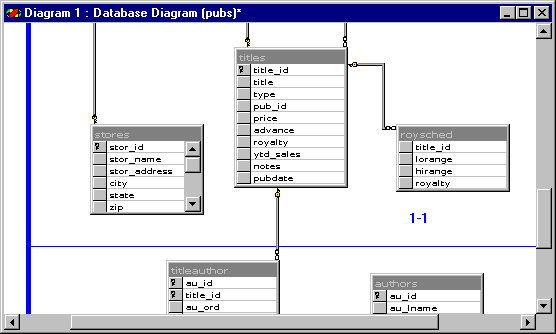 Diagram 1 : Database Diagram (pubs)*
titles
title_id
title
type
pub_id
price
advance
royalty
ytd_sales
notes
pubdate
stores
stor_id
stor_name
stor_address
city
state
zip
roysched
title_id
lorange
hirange
royalty
1-1
titleauthor
au_id
title_id
au_ord
authors
au_id
au_lname